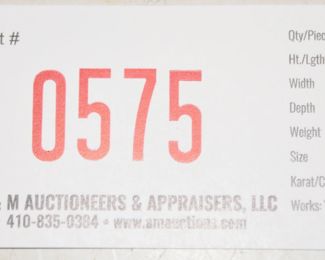 t #
0575
& M AUCTIONEERS & APPRAISERS, LLC
410-835-0384 • www.amauctions.com
Qty/Piec
Ht./Lgth
Width
Depth
Weight
Size
Karat/C
Works: